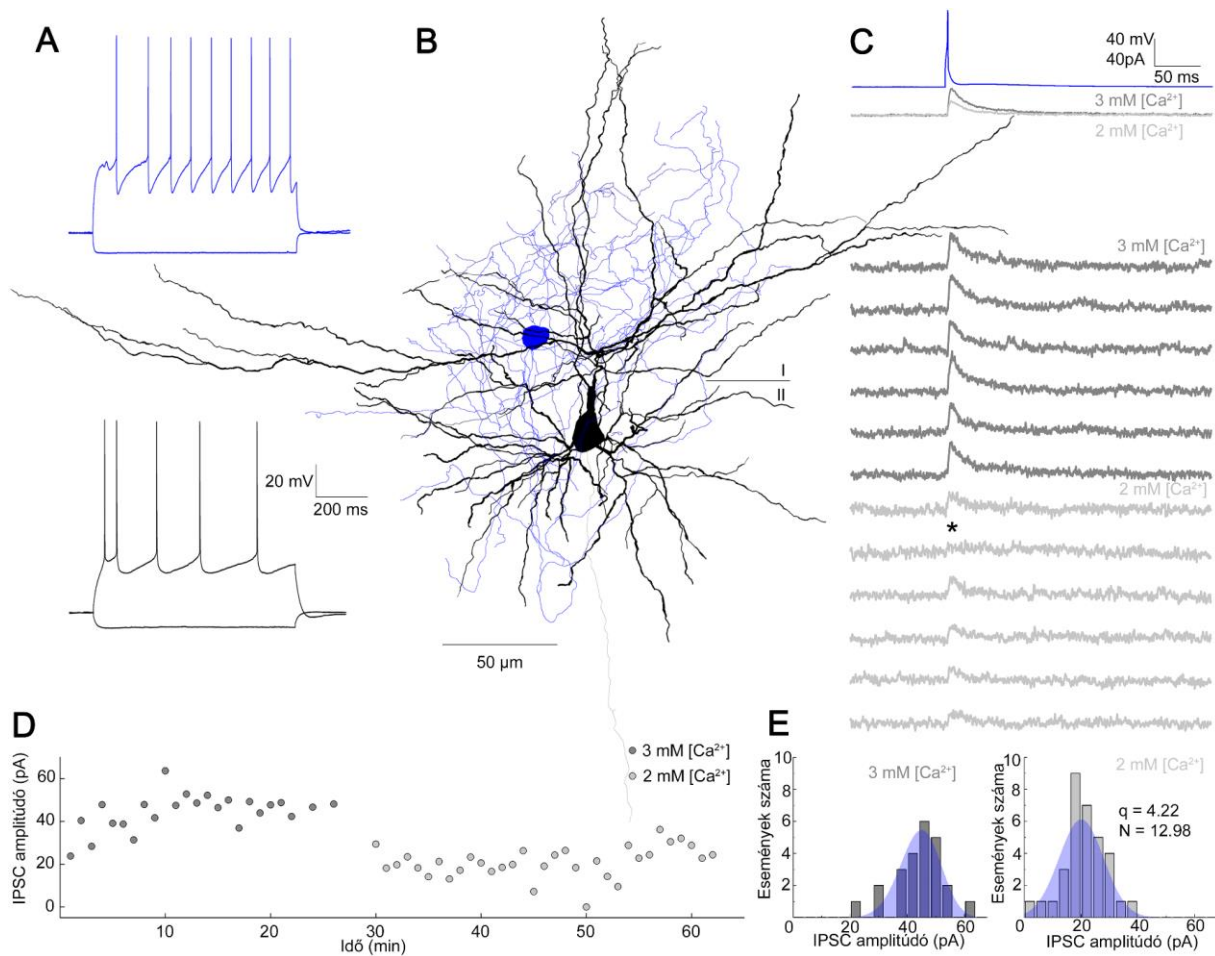 A
B
C
40 mV
40pA
50 ms
3 mM [Ca²⁺]
2 mM [Ca²⁺]
3 mM [Ca²⁺]
I
II
20 mV
200 ms
2 mM [Ca²⁺]
*
50 µm
D
IPSC amplitúdó (pA)
60
40
20
0
0
10
20
30
40
50
60
Idő (min)
3 mM [Ca²⁺]
2 mM [Ca²⁺]
E
Események száma
10
8
6
4
2
0
20
40
60
IPSC amplitúdó (pA)
3 mM [Ca²⁺]
Események száma
10
8
6
4
2
0
20
40
60
IPSC amplitúdó (pA)
2 mM [Ca²⁺]
q = 4.22
N = 12.98